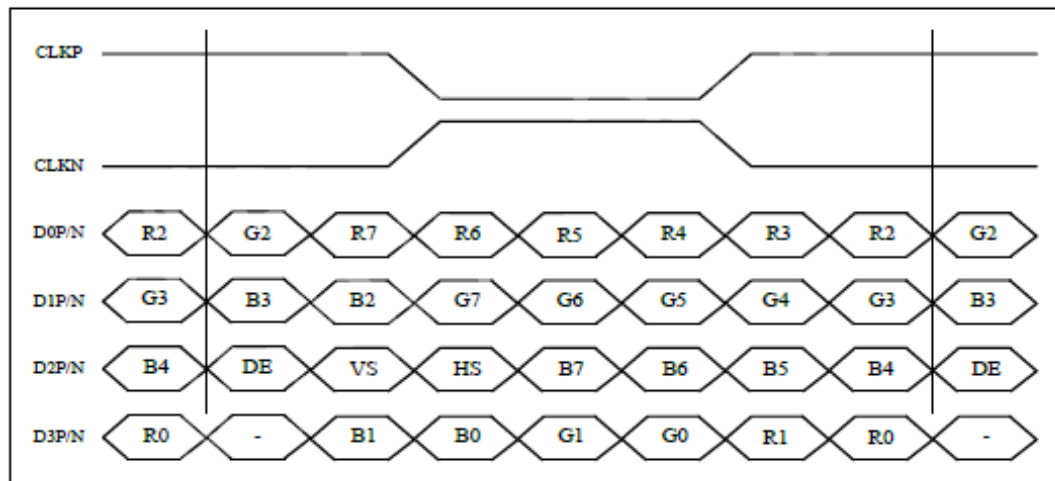 CLKP
CLKN
D0P/N R2 G2 R7 R6 R5 R4 R3 R2 G2
D1P/N G3 B3 B2 G7 G6 G5 G4 G3 B3
D2P/N B4 DE VS HS B7 B6 B5 B4 DE
D3P/N R0 - B1 B0 G1 G0 R1 R0 -